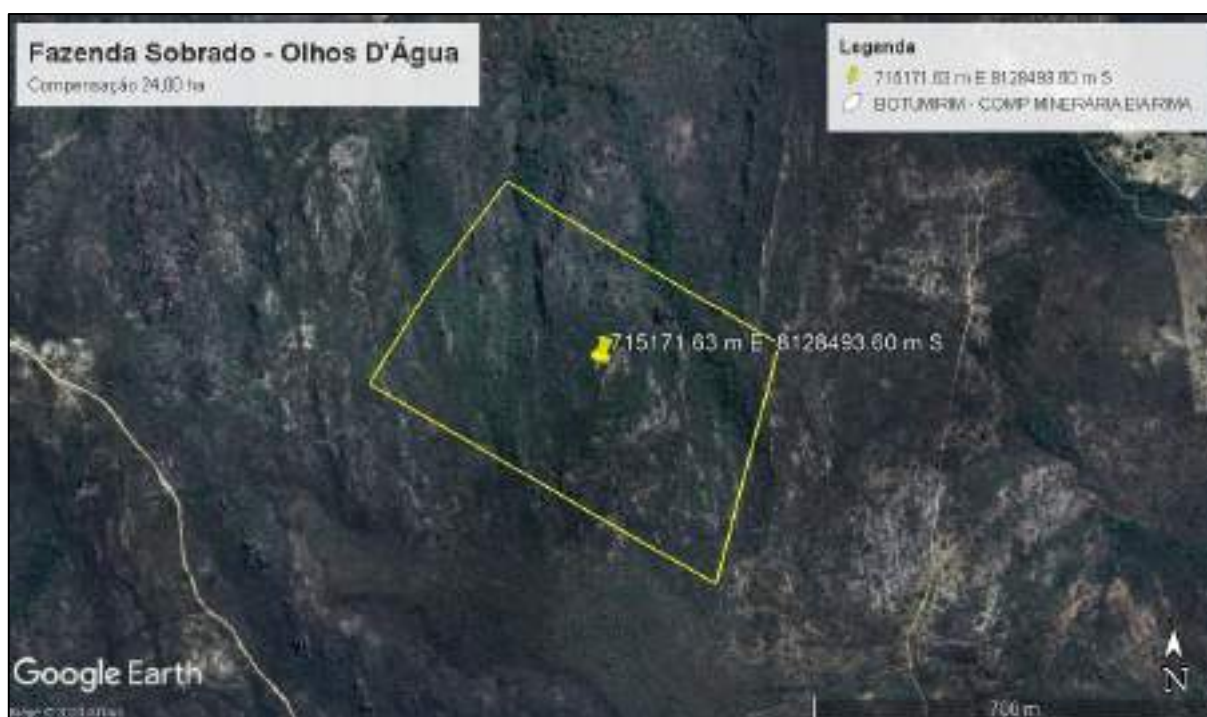 Fazenda Sobrado - Olhos D'Água
Compensação 24,00 ha
Legenda
715171.63 m E 8128493.60 m S
BOTUMIRIM - COMP MINERARIA EIA RIMA
715171.63 m E 8128493.60 m S
Google Earth
N
700 m